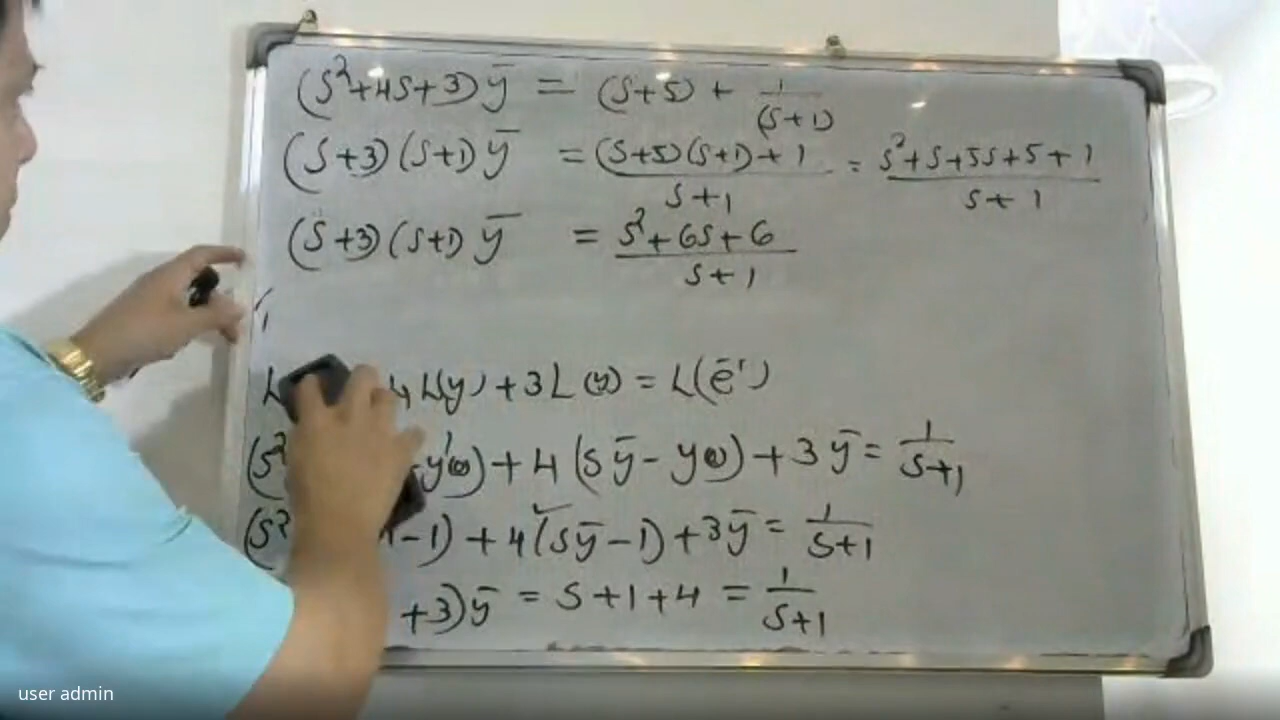 (s²+4s+3)ȳ = (s+5) + 1/(s+1)
(s+3)(s+1)ȳ = (s+5)(s+1)+1 / s+1 = s²+s+5s+5+1 / s+1
(s+3)(s+1)ȳ = s²+6s+6 / s+1
L 4L(y) + 3L(y) = L(e⁻ᵗ)
(s² -y'(0)) + 4(sȳ - y(0)) + 3ȳ = 1/s+1
(s² -1) + 4(sȳ-1) + 3ȳ = 1/s+1
+3)ȳ = s+1+4 = 1/s+1
user admin